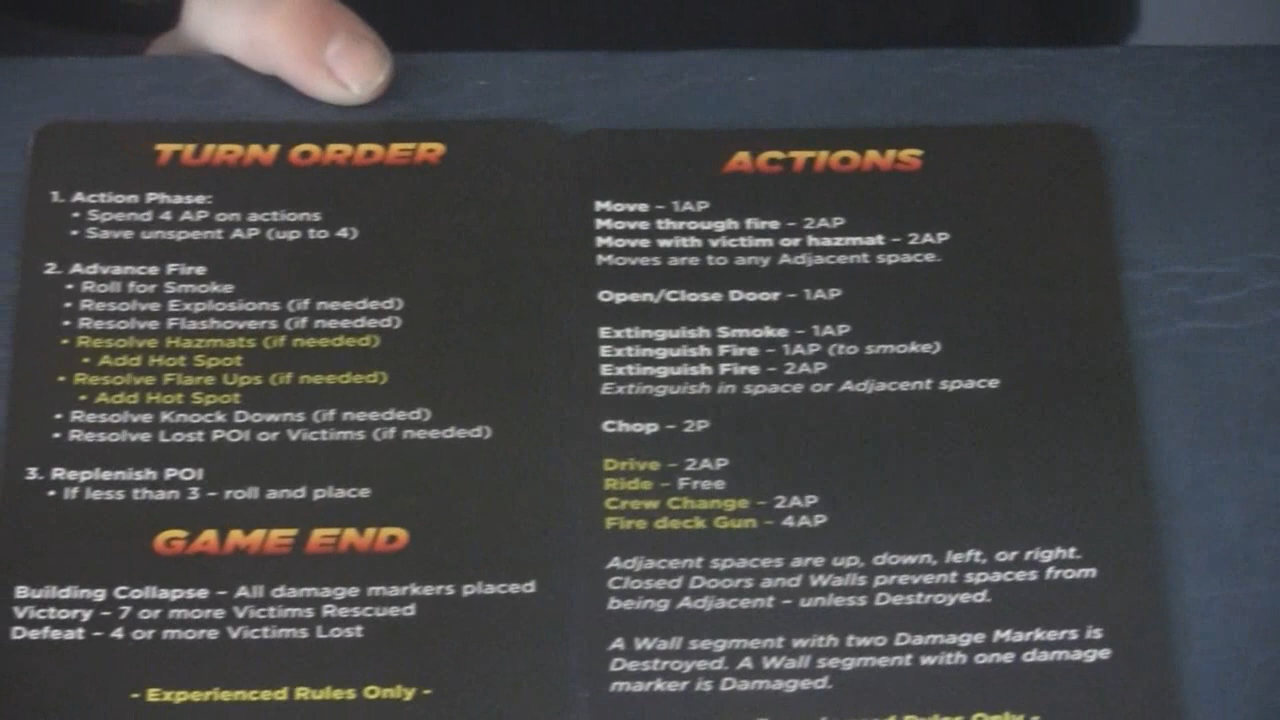 TURN ORDER
1. Action Phase:
• Spend 4 AP on actions
• Save unspent AP (up to 4)
2. Advance Fire
• Roll for Smoke
• Resolve Explosions (if needed)
• Resolve Flashovers (if needed)
• Resolve Hazmats (if needed)
• Add Hot Spot
• Resolve Flare Ups (if needed)
• Add Hot Spot
• Resolve Knock Downs (if needed)
• Resolve Lost POI or Victims (if needed)
3. Replenish POI
• If less than 3 – roll and place
GAME END
Building Collapse – All damage markers placed
Victory – 7 or more Victims Rescued
Defeat – 4 or more Victims Lost
- Experienced Rules Only -
ACTIONS
Move – 1AP
Move through fire – 2AP
Move with victim or hazmat – 2AP
Moves are to any Adjacent space.
Open/Close Door – 1AP
Extinguish Smoke – 1AP
Extinguish Fire – 1AP (to smoke)
Extinguish Fire – 2AP
Extinguish in space or Adjacent space
Chop – 2P
Drive – 2AP
Ride – Free
Crew Change – 2AP
Fire deck Gun – 4AP
Adjacent spaces are up, down, left, or right.
Closed Doors and Walls prevent spaces from
being Adjacent – unless Destroyed.
A Wall segment with two Damage Markers is
Destroyed. A Wall segment with one damage
marker is Damaged.
Rules Only -